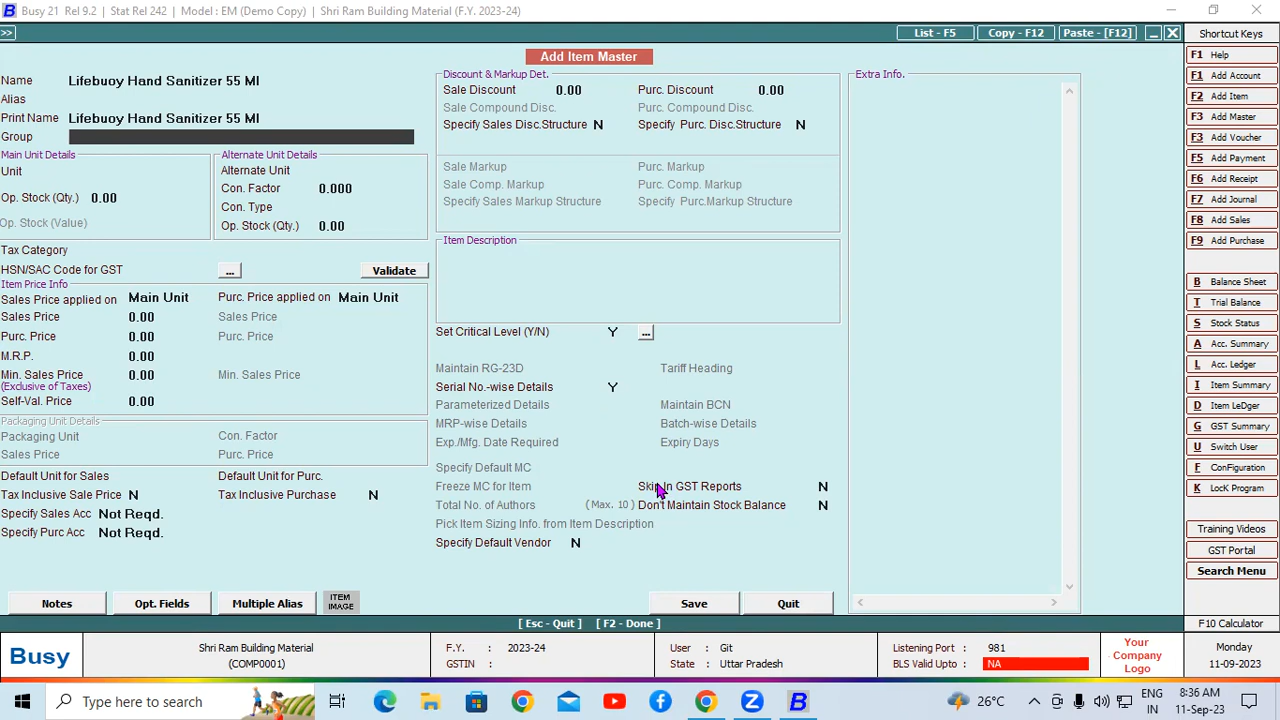 Busy 21 Rel 9.2 | Stat Rel 242 | Model : EM (Demo Copy) | Shri Ram Building Material (F.Y. 2023-24)
>> List - F5 Copy - F12 Paste - [F12]
Shortcut Keys
Add Item Master
Name Lifebuoy Hand Sanitizer 55 Ml
Alias
Print Name Lifebuoy Hand Sanitizer 55 Ml
Group
Main Unit Details
Unit
Op. Stock (Qty.) 0.00
Op. Stock (Value)
Alternate Unit Details
Alternate Unit
Con. Factor 0.000
Con. Type
Op. Stock (Qty.) 0.00
Tax Category
HSN/SAC Code for GST ... Validate
Item Price Info
Sales Price applied on Main Unit Purc. Price applied on Main Unit
Sales Price 0.00 Sales Price
Purc. Price 0.00 Purc. Price
M.R.P. 0.00
Min. Sales Price 0.00 Min. Sales Price
(Exclusive of Taxes)
Self-Val. Price 0.00
Packaging Unit Details
Packaging Unit Con. Factor
Sales Price Purc. Price
Default Unit for Sales Default Unit for Purc.
Tax Inclusive Sale Price N Tax Inclusive Purchase N
Specify Sales Acc Not Reqd.
Specify Purc Acc Not Reqd.
Notes Opt. Fields Multiple Alias ITEM IMAGE
Discount & Markup Det.
Sale Discount 0.00 Purc. Discount 0.00
Sale Compound Disc. Purc. Compound Disc.
Specify Sales Disc.Structure N Specify Purc. Disc.Structure N
Sale Markup Purc. Markup
Sale Comp. Markup Purc. Comp. Markup
Specify Sales Markup Structure Specify Purc.Markup Structure
Item Description
Set Critical Level (Y/N) Y ...
Maintain RG-23D Tariff Heading
Serial No.-wise Details Y
Parameterized Details Maintain BCN
MRP-wise Details Batch-wise Details
Exp./Mfg. Date Required Expiry Days
Specify Default MC
Freeze MC for Item Skip In GST Reports N
Total No. of Authors (Max. 10) Don't Maintain Stock Balance N
Pick Item Sizing Info. from Item Description
Specify Default Vendor N
Save Quit
Extra Info.
F1 Help
F1 Add Account
F2 Add Item
F3 Add Master
F3 Add Voucher
F5 Add Payment
F6 Add Receipt
F7 Add Journal
F8 Add Sales
F9 Add Purchase
B Balance Sheet
T Trial Balance
S Stock Status
A Acc. Summary
L Acc. Ledger
I Item Summary
D Item LeDger
G GST Summary
U Switch User
F ConFiguration
K LocK Program
Training Videos
GST Portal
Search Menu
[ Esc - Quit ] [ F2 - Done ]
F10 Calculator
Busy
Shri Ram Building Material
(COMP0001)
F.Y. : 2023-24
GSTIN :
User : Git
State : Uttar Pradesh
Listening Port : 981
BLS Valid Upto : NA
Your
Company
Logo
Monday
11-09-2023
Type here to search
26°C
ENG
IN
8:36 AM
11-Sep-23